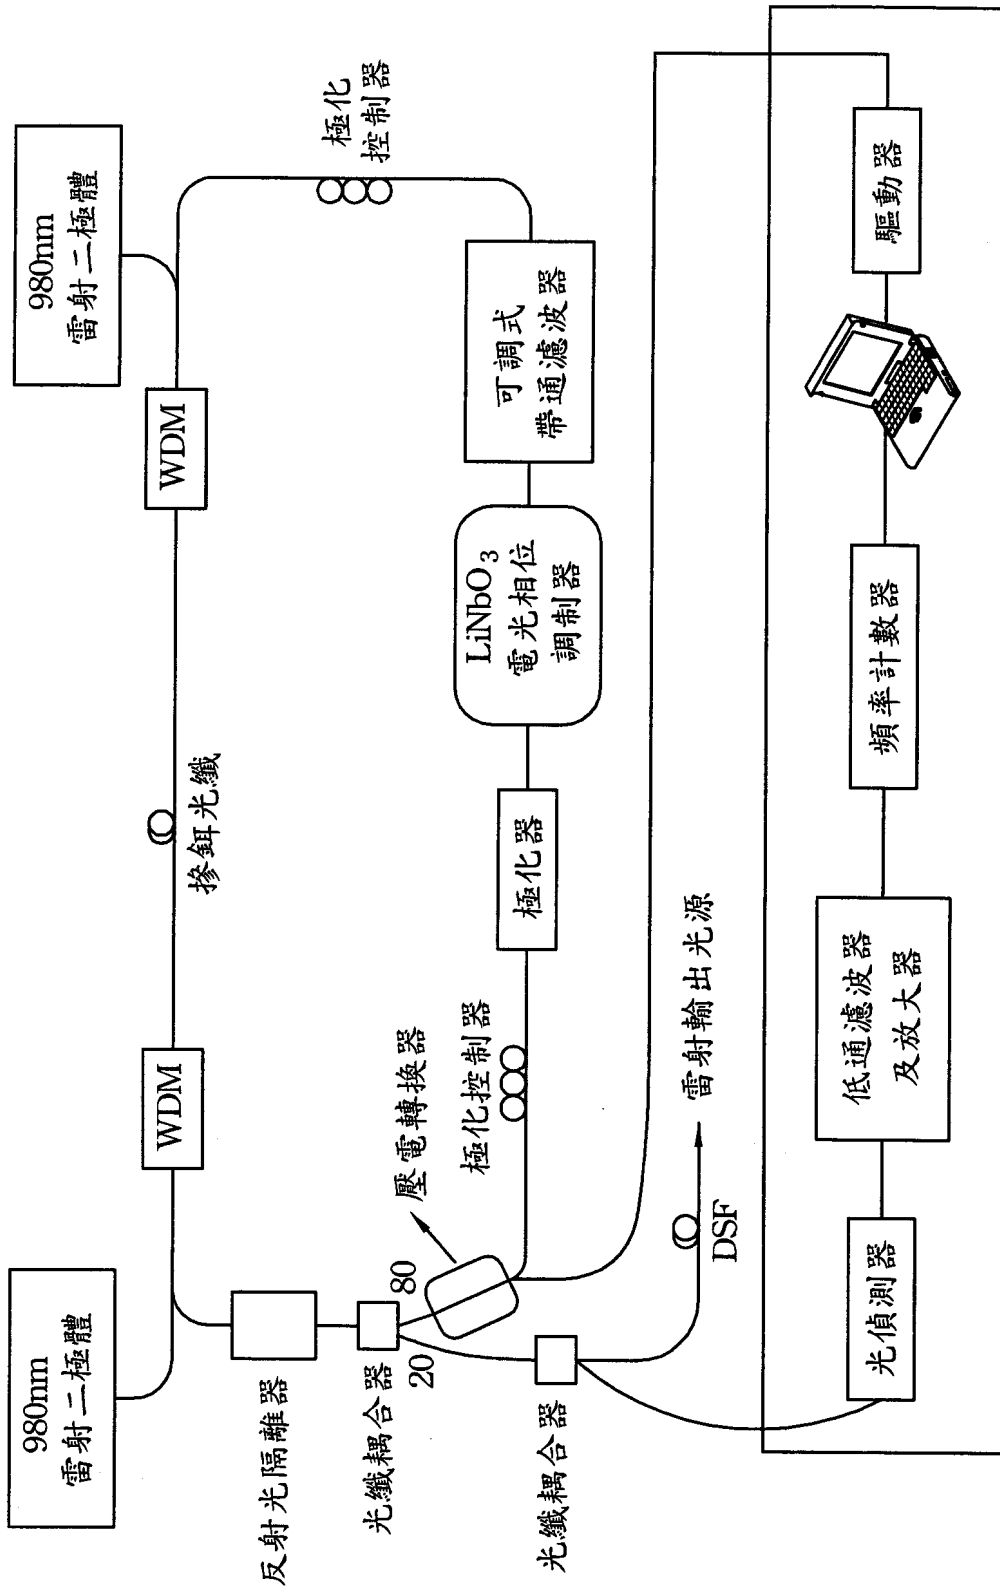 980nm
雷射二極體
980nm
雷射二極體
WDM
摻鉺光纖
WDM
反射光隔離器
極化
控制器
光纖耦合器
20
80
壓電轉換器
極化控制器
極化器
LiNbO3
電光相位
調制器
可調式
帶通濾波器
光纖耦合器
DSF
雷射輸出光源
光偵測器
低通濾波器
及放大器
頻率計數器
驅動器